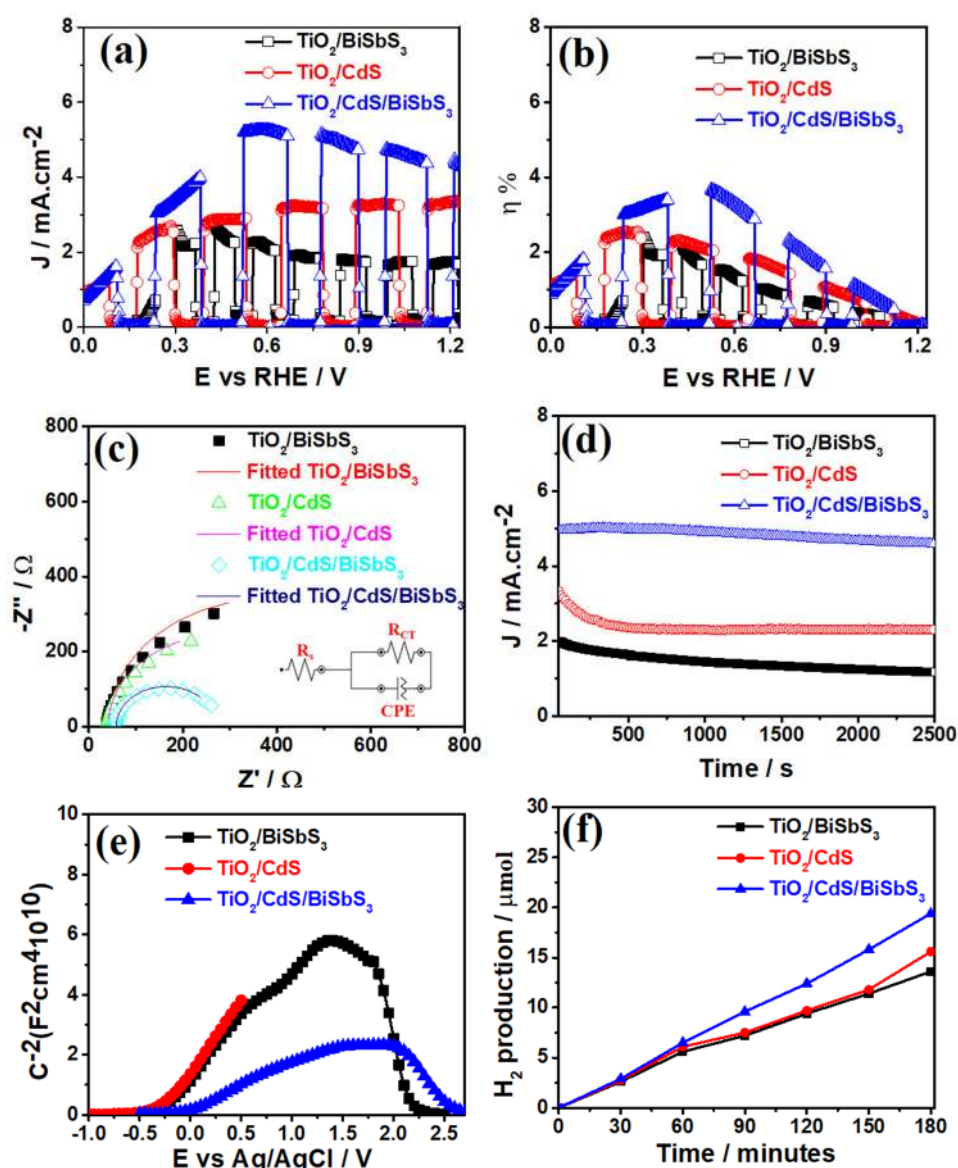 (a)
TiO2/BiSbS3
TiO2/CdS
TiO2/CdS/BiSbS3
J / mA.cm-2
8
6
4
2
0
0.0 0.3 0.6 0.9 1.2
E vs RHE / V
(b)
TiO2/BiSbS3
TiO2/CdS
TiO2/CdS/BiSbS3
η %
8
6
4
2
0
0.0 0.3 0.6 0.9 1.2
E vs RHE / V
(c)
TiO2/BiSbS3
Fitted TiO2/BiSbS3
TiO2/CdS
Fitted TiO2/CdS
TiO2/CdS/BiSbS3
Fitted TiO2/CdS/BiSbS3
Rs
RCT
CPE
-Z" / Ω
800
600
400
200
0
0 200 400 600 800
Z' / Ω
(d)
TiO2/BiSbS3
TiO2/CdS
TiO2/CdS/BiSbS3
J / mA.cm-2
8
6
4
2
0
500 1000 1500 2000 2500
Time / s
(e)
TiO2/BiSbS3
TiO2/CdS
TiO2/CdS/BiSbS3
C-2(F2cm41010)
10
8
6
4
2
0
-1.0 -0.5 0.0 0.5 1.0 1.5 2.0 2.5
E vs Ag/AgCl / V
(f)
TiO2/BiSbS3
TiO2/CdS
TiO2/CdS/BiSbS3
H2 production / μmol
30
25
20
15
10
5
0
0 30 60 90 120 150 180
Time / minutes